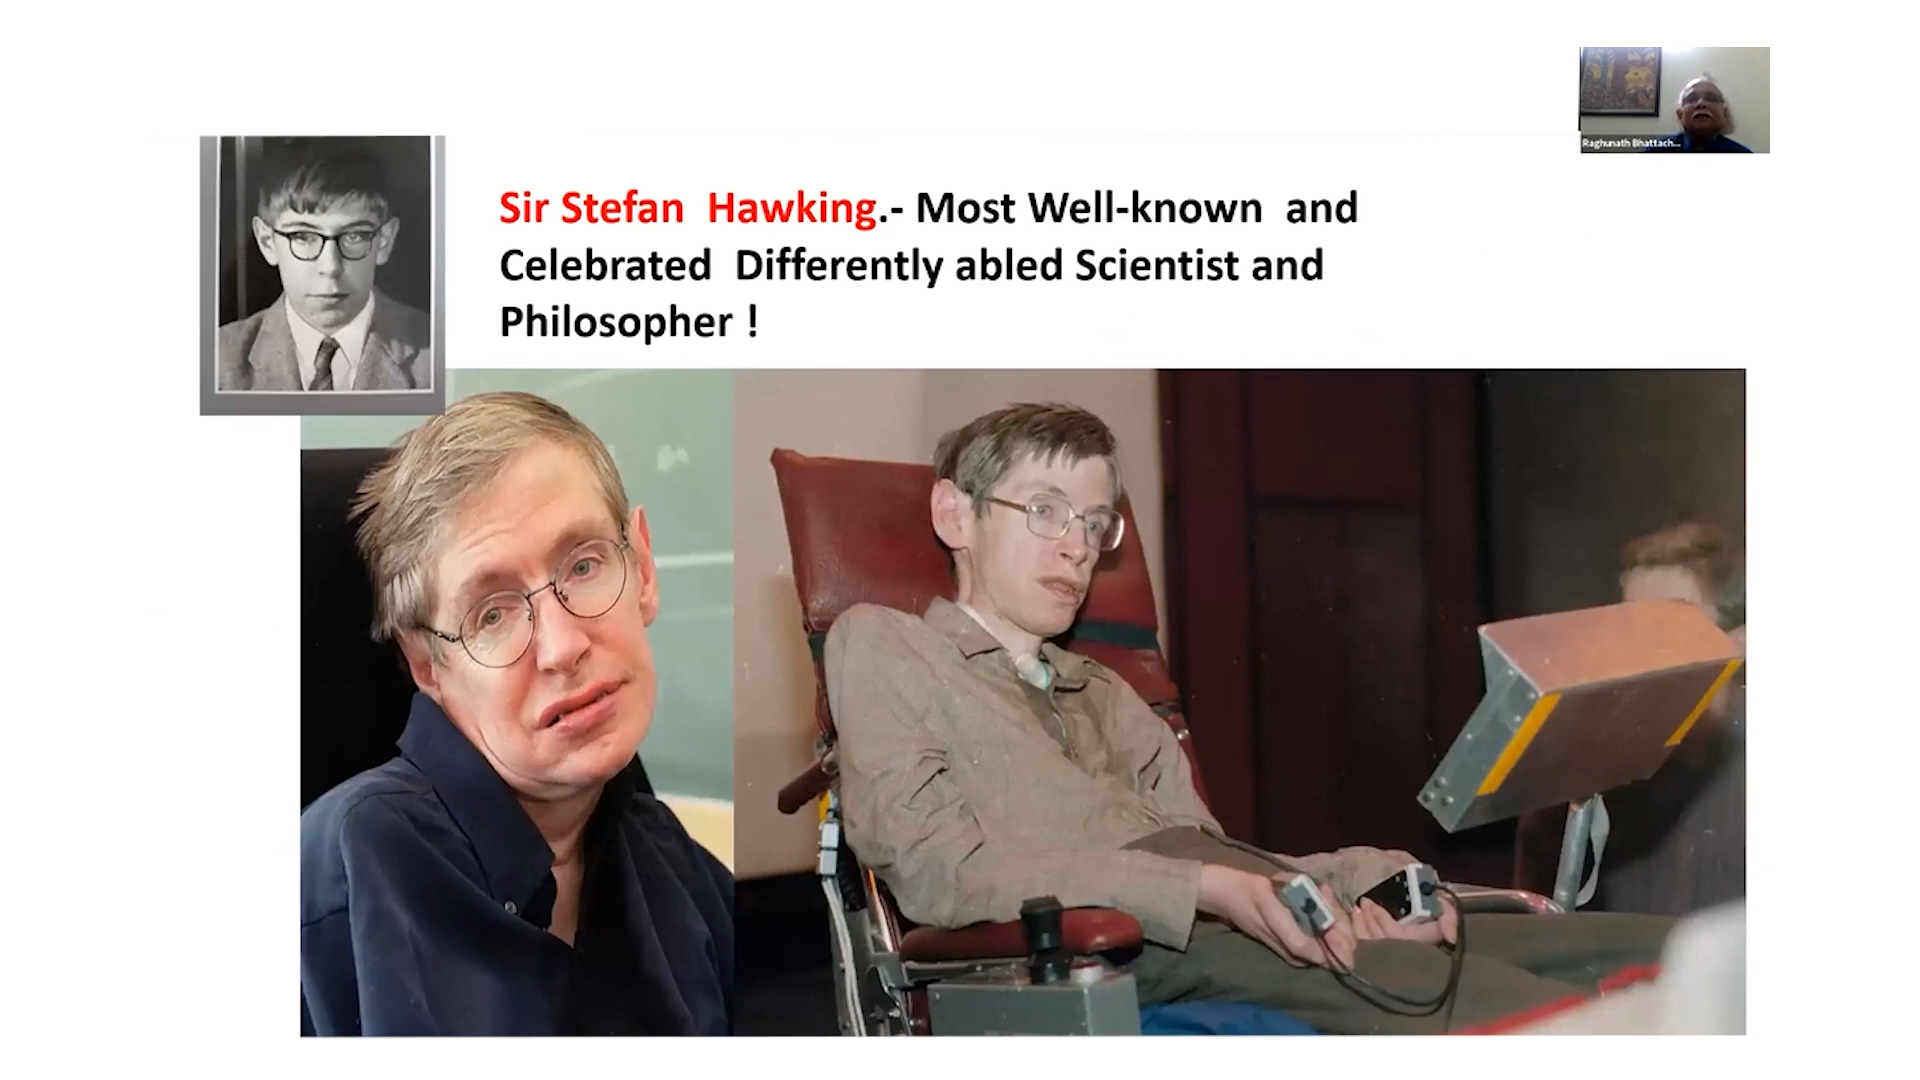 Raghunath Bhattach...
Sir Stefan Hawking.- Most Well-known and
Celebrated Differently abled Scientist and
Philosopher !